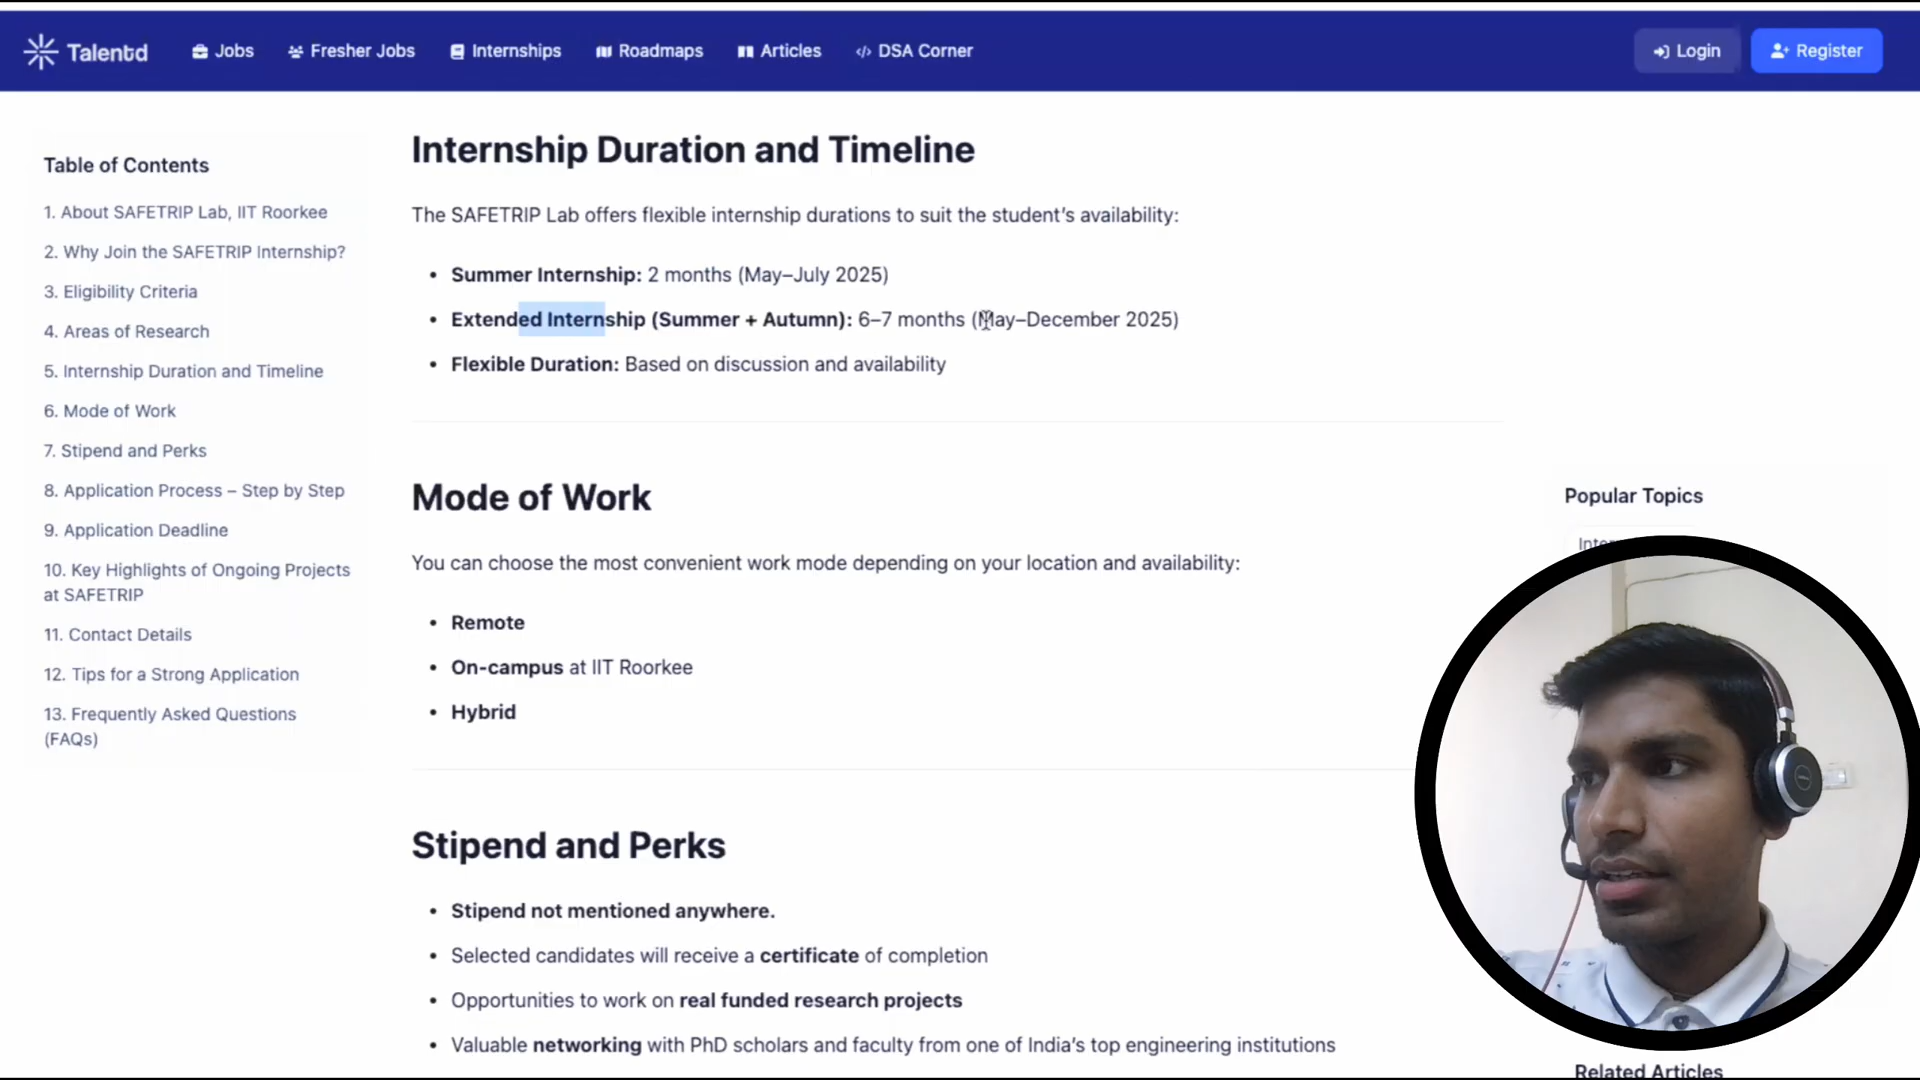 Talentd
Jobs
Fresher Jobs
Internships
Roadmaps
Articles
DSA Corner
Login
Register
Table of Contents
1. About SAFETRIP Lab, IIT Roorkee
2. Why Join the SAFETRIP Internship?
3. Eligibility Criteria
4. Areas of Research
5. Internship Duration and Timeline
6. Mode of Work
7. Stipend and Perks
8. Application Process – Step by Step
9. Application Deadline
10. Key Highlights of Ongoing Projects
at SAFETRIP
11. Contact Details
12. Tips for a Strong Application
13. Frequently Asked Questions
(FAQs)
Internship Duration and Timeline
The SAFETRIP Lab offers flexible internship durations to suit the student's availability:
• Summer Internship: 2 months (May–July 2025)
• Extended Internship (Summer + Autumn): 6–7 months (May–December 2025)
• Flexible Duration: Based on discussion and availability
Mode of Work
You can choose the most convenient work mode depending on your location and availability:
• Remote
• On-campus at IIT Roorkee
• Hybrid
Stipend and Perks
• Stipend not mentioned anywhere.
• Selected candidates will receive a certificate of completion
• Opportunities to work on real funded research projects
• Valuable networking with PhD scholars and faculty from one of India's top engineering institutions
Popular Topics
Related Articles